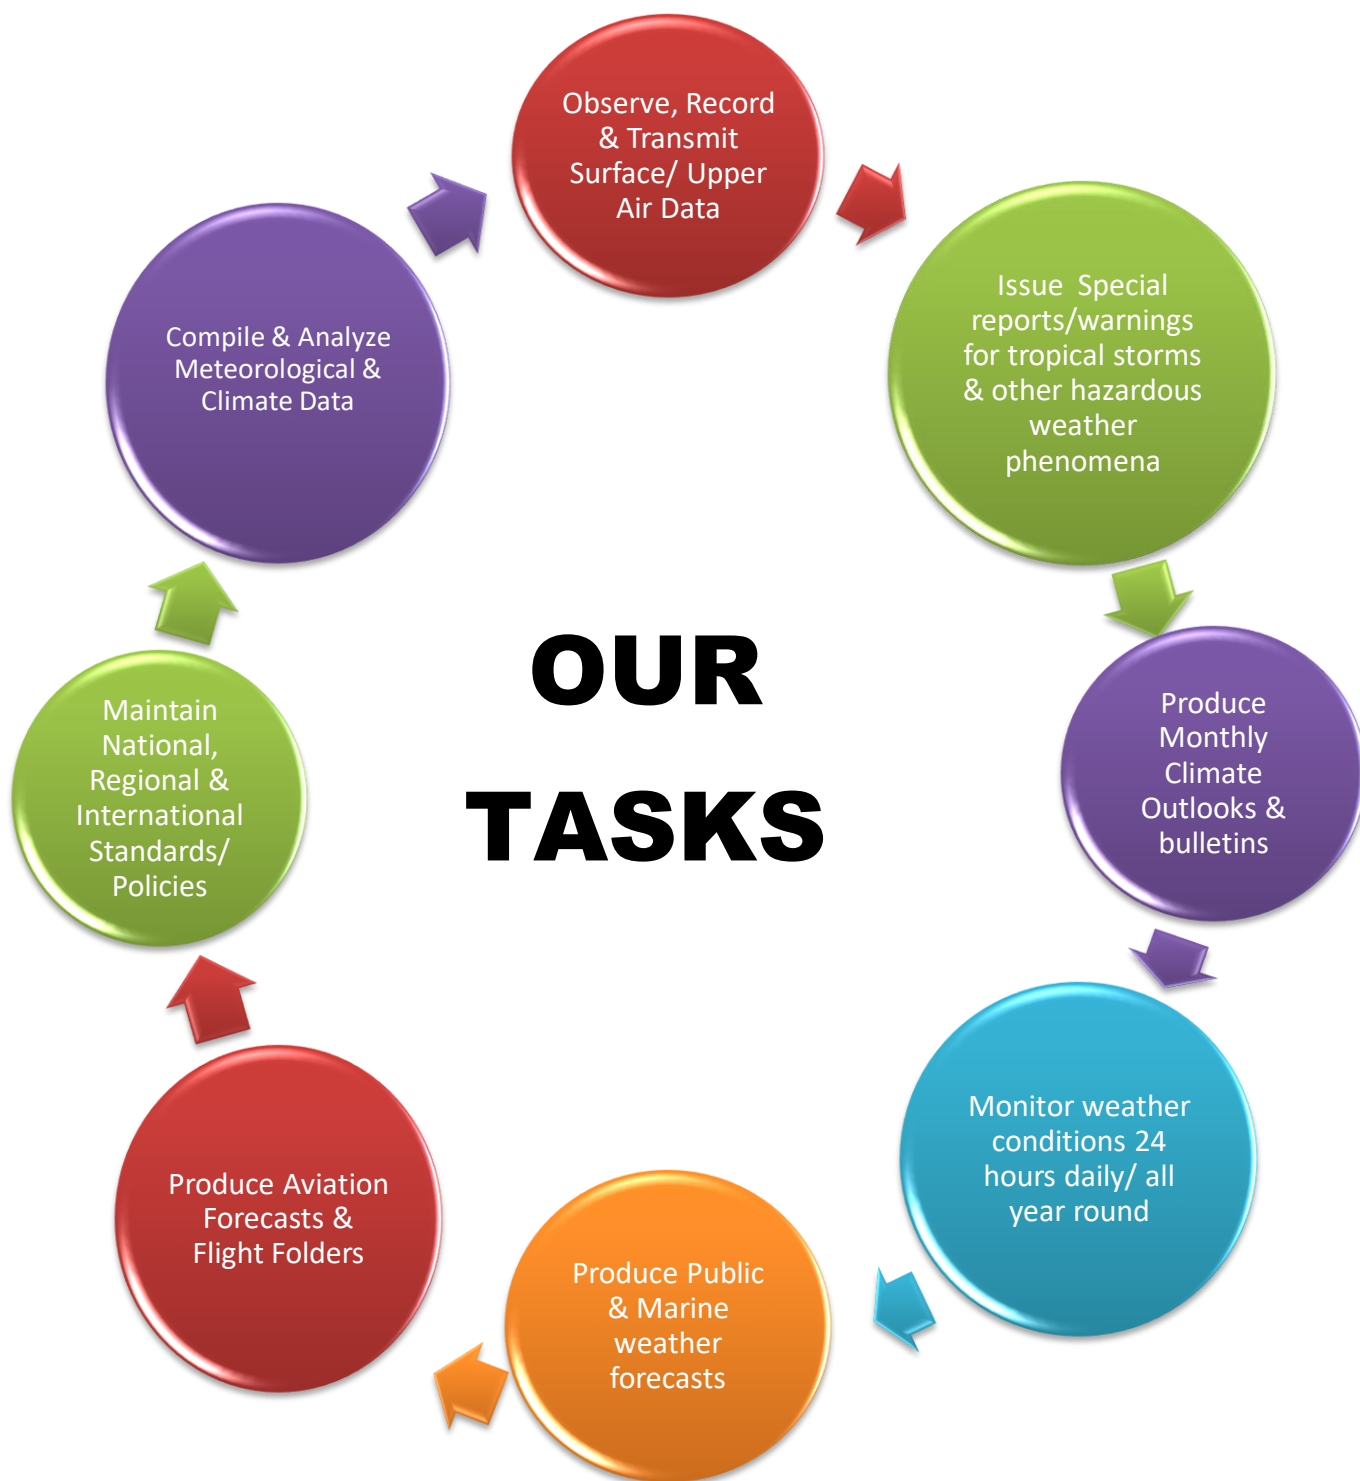 Observe, Record
& Transmit
Surface/ Upper
Air Data
Issue  Special
reports/warnings
for tropical storms
& other hazardous
weather
phenomena
Produce
Monthly
Climate
Outlooks &
bulletins
Monitor weather
conditions 24
hours daily/ all
year round
Produce Public
& Marine
weather
forecasts
Produce Aviation
Forecasts &
Flight Folders
Maintain
National,
Regional &
International
Standards/
Policies
Compile & Analyze
Meteorological &
Climate Data
OUR
TASKS